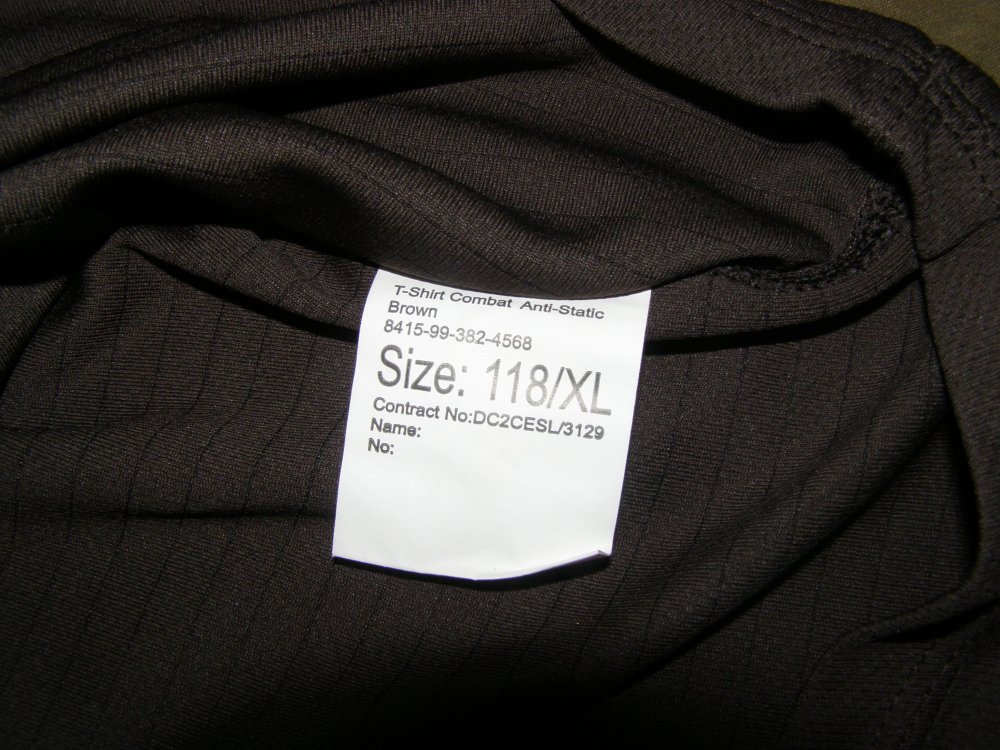 T-Shirt Combat Anti-Static
Brown
8415-99-382-4568
Size: 118/XL
Contract No:DC2CESL/3129
Name:
No: